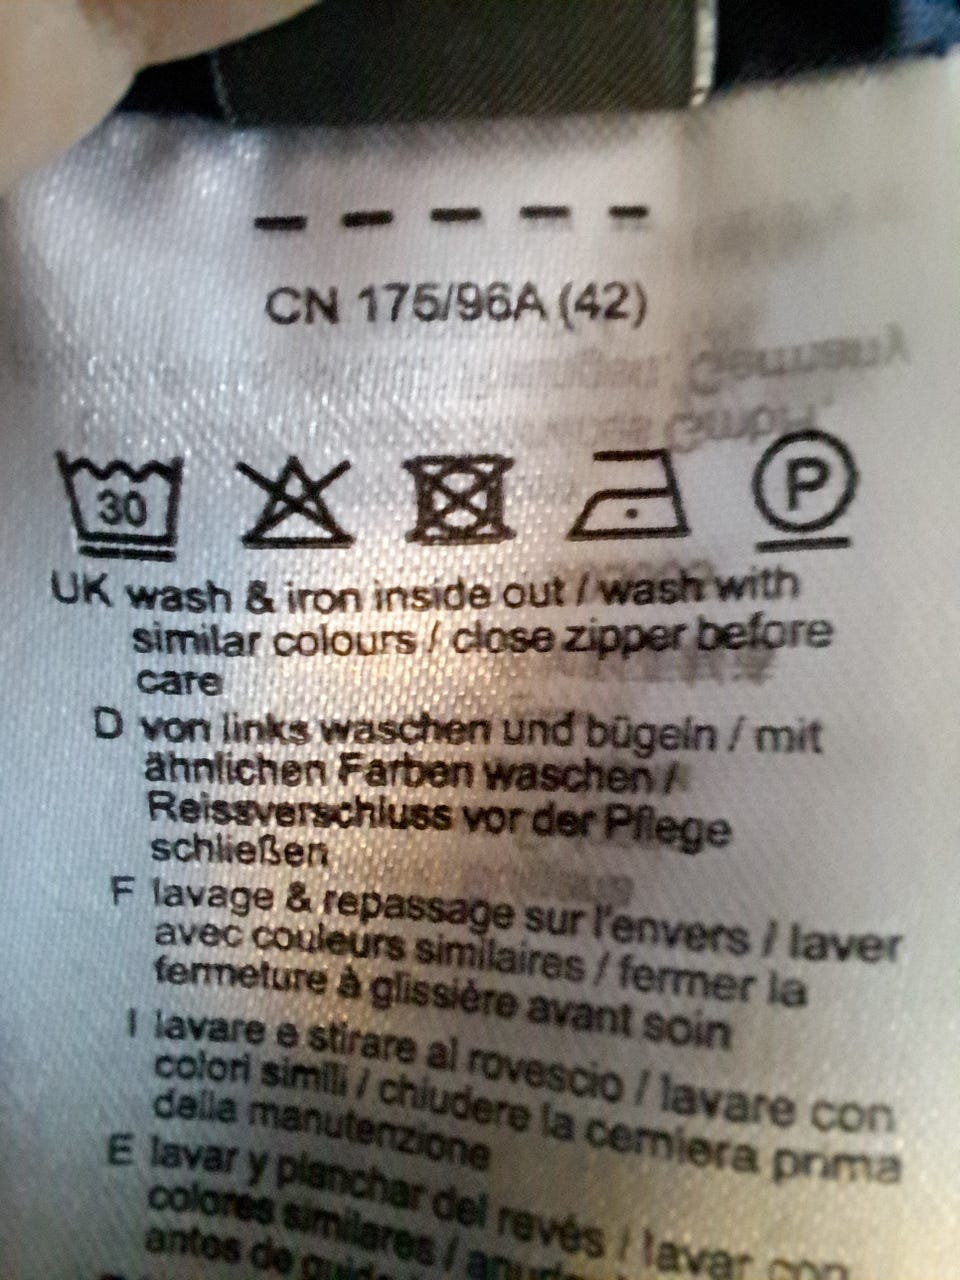 CN 175/96A (42)
30
P
UK wash & iron inside out / wash with
similar colours / close zipper before
care
D von links waschen und bügeln / mit
ähnlichen Farben waschen /
Reissverschluss vor der Pflege
schließen
F lavage & repassage sur l'envers / laver
avec couleurs similaires / fermer la
fermeture à glissière avant soin
I lavare e stirare al rovescio / lavare con
colori simili / chiudere la cerniera prima
della manutenzione
E lavar y planchar del revés / lavar con
colores similares /
antes de